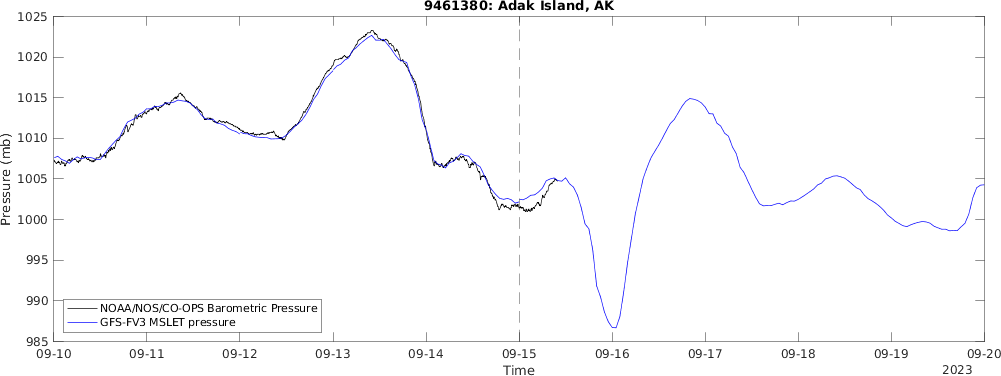 9461380: Adak Island, AK
Pressure (mb)
1025
1020
1015
1010
1005
1000
995
990
985
NOAA/NOS/CO-OPS Barometric Pressure
GFS-FV3 MSLET pressure
09-10 09-11 09-12 09-13 09-14 09-15 09-16 09-17 09-18 09-19 09-20
Time
2023